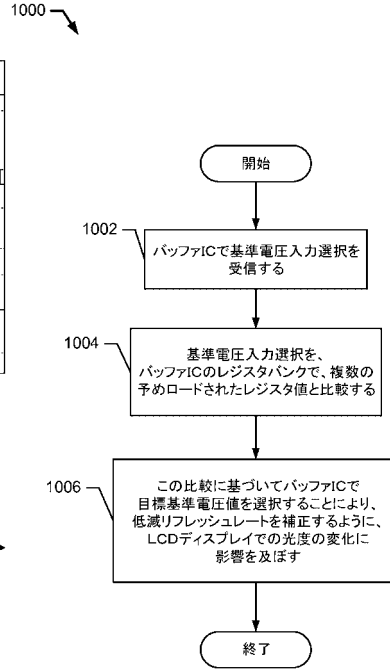 1000
開始
1002
バッファICで基準電圧入力選択を
受信する
1004
基準電圧入力選択を、
バッファICのレジスタバンクで、複数の
予めロードされたレジスタ値と比較する
1006
この比較に基づいてバッファICで
目標基準電圧値を選択することにより、
低減リフレッシュレートを補正するように、
LCDディスプレイでの光度の変化に
影響を及ぼす
終了